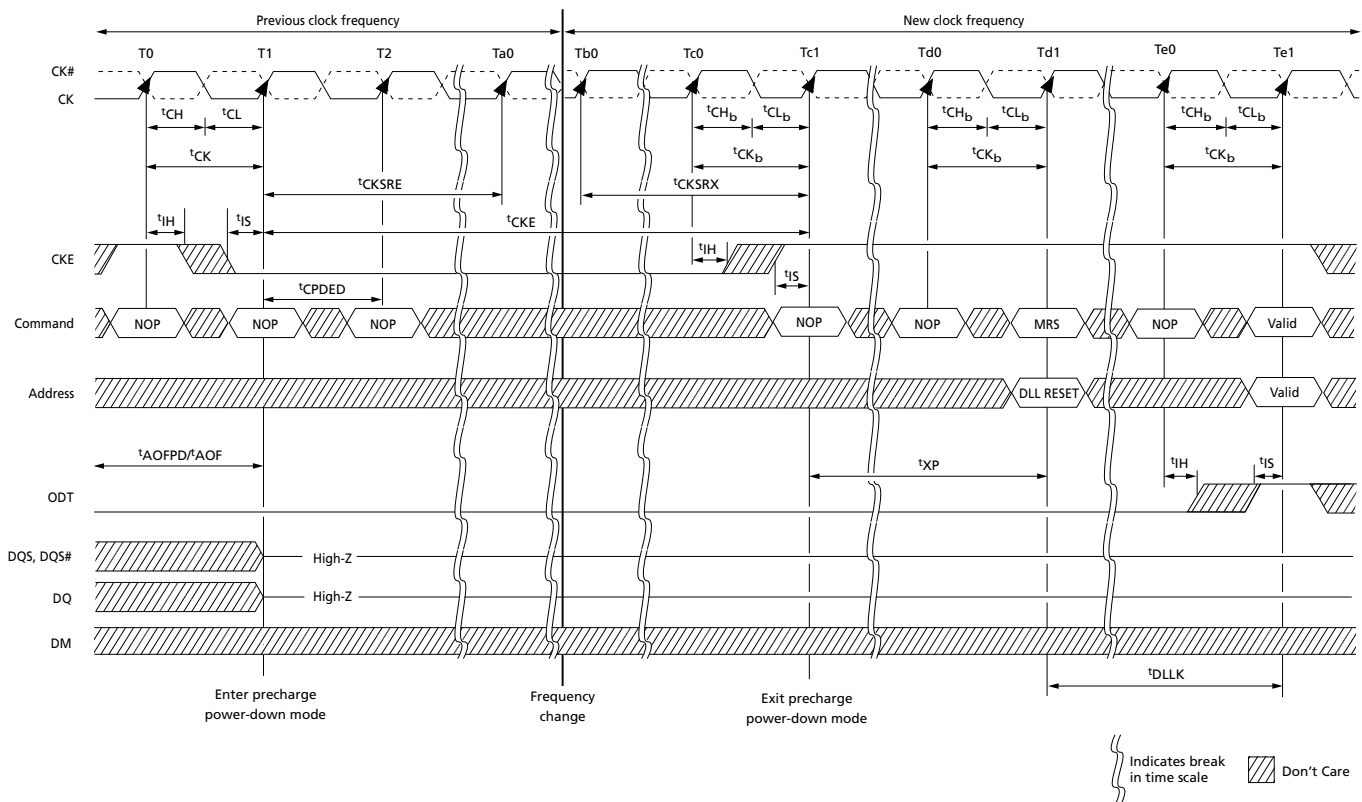 Previous clock frequency
New clock frequency
T0 T1 T2 Ta0 Tb0 Tc0 Tc1 Td0 Td1 Te0 Te1
CK#
CK
tCH tCL tCHb tCLb tCHb tCLb tCHb tCLb
tCK tCKb tCKb tCKb
tCKSRE tCKSRX
tIH tIS tCKE
CKE
tIH
tIS
tCPDED
Command NOP NOP NOP NOP NOP MRS NOP Valid
Address DLL RESET Valid
tAOFPD/tAOF tXP
tIH tIS
ODT
DQS, DQS# High-Z
DQ High-Z
DM
tDLLK
Enter precharge
power-down mode
Frequency
change
Exit precharge
power-down mode
Indicates break
in time scale
Don't Care